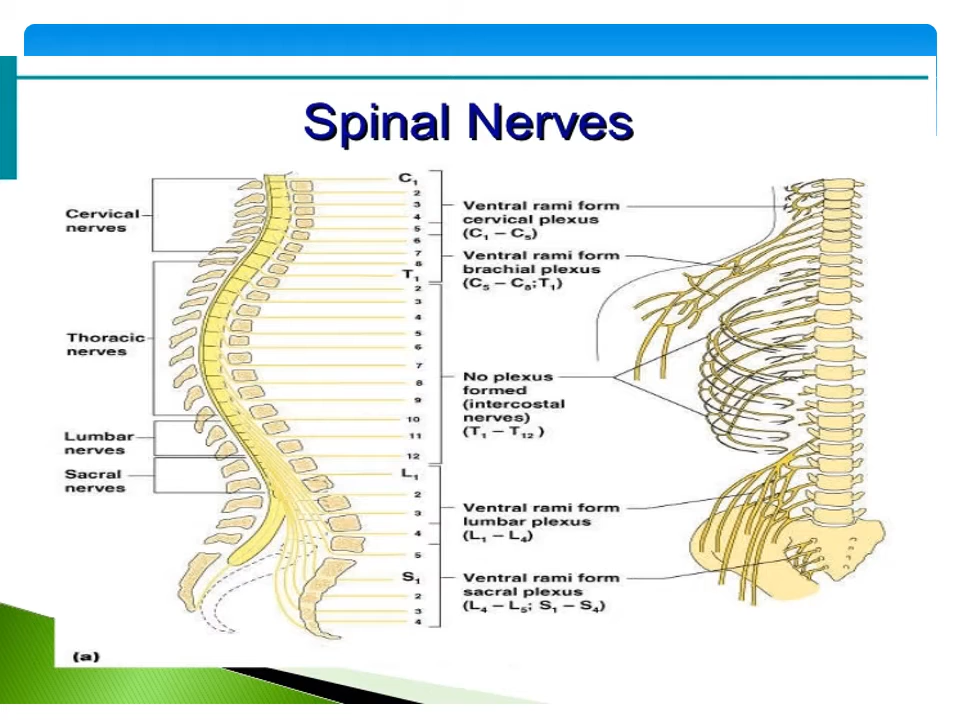 Spinal Nerves
Cervical
nerves
Thoracic
nerves
Lumbar
nerves
Sacral
nerves
C1
2
3
4
5
6
7
8
T1
2
3
4
5
6
7
8
9
10
11
12
L1
2
3
4
5
S1
2
3
4
Ventral rami form
cervical plexus
(C1 – C5)
Ventral rami form
brachial plexus
(C5 – C8; T1)
No plexus
formed
(intercostal
nerves)
(T1 – T12 )
Ventral rami form
lumbar plexus
(L1 – L4)
Ventral rami form
sacral plexus
(L4 – L5; S1 – S4)
(a)